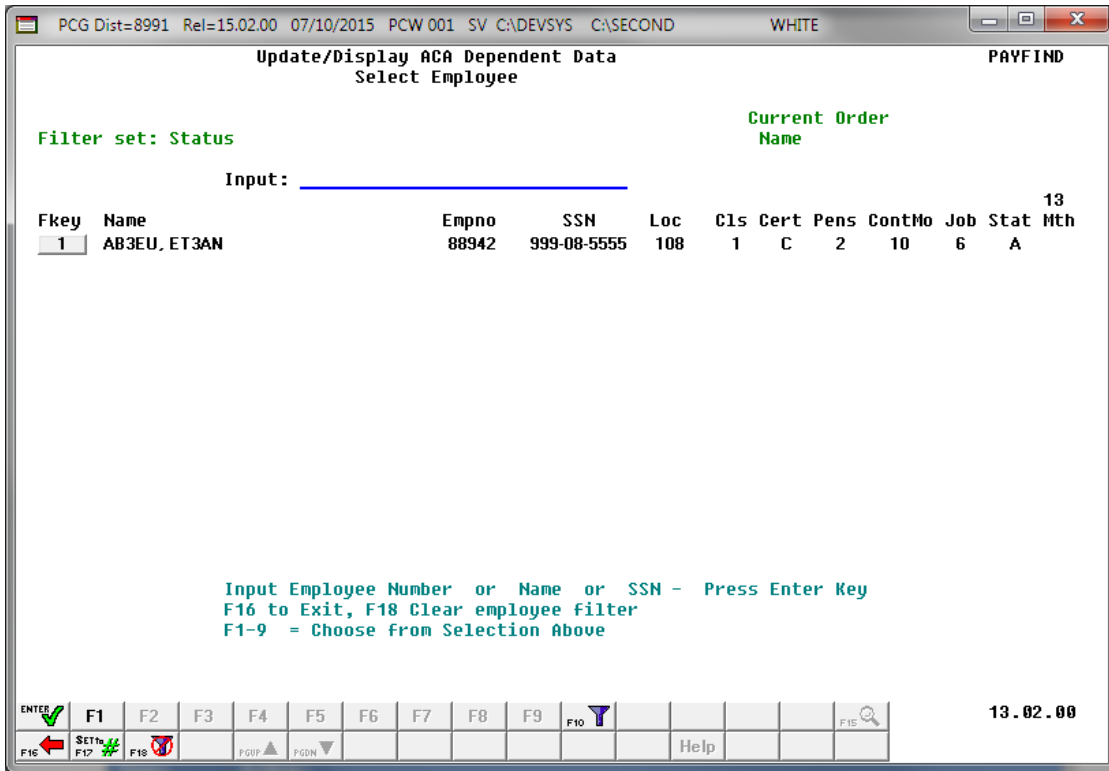 PCG Dist=8991 Rel=15.02.00 07/10/2015 PCW 001 SV C:\DEVSYS C:\SECOND WHITE
Update/Display ACA Dependent Data PAYFIND
Select Employee
Current Order
Filter set: Status Name
Input:
13
Fkey Name Empno SSN Loc Cls Cert Pens ContMo Job Stat Mth
1 AB3EU, ET3AN 88942 999-08-5555 108 1 C 2 10 6 A
Input Employee Number or Name or SSN - Press Enter Key
F16 to Exit, F18 Clear employee filter
F1-9 = Choose from Selection Above
ENTER F1 F2 F3 F4 F5 F6 F7 F8 F9 F10 F15 13.02.00
F16 SETto F17 # F18 PGUP PGDN Help